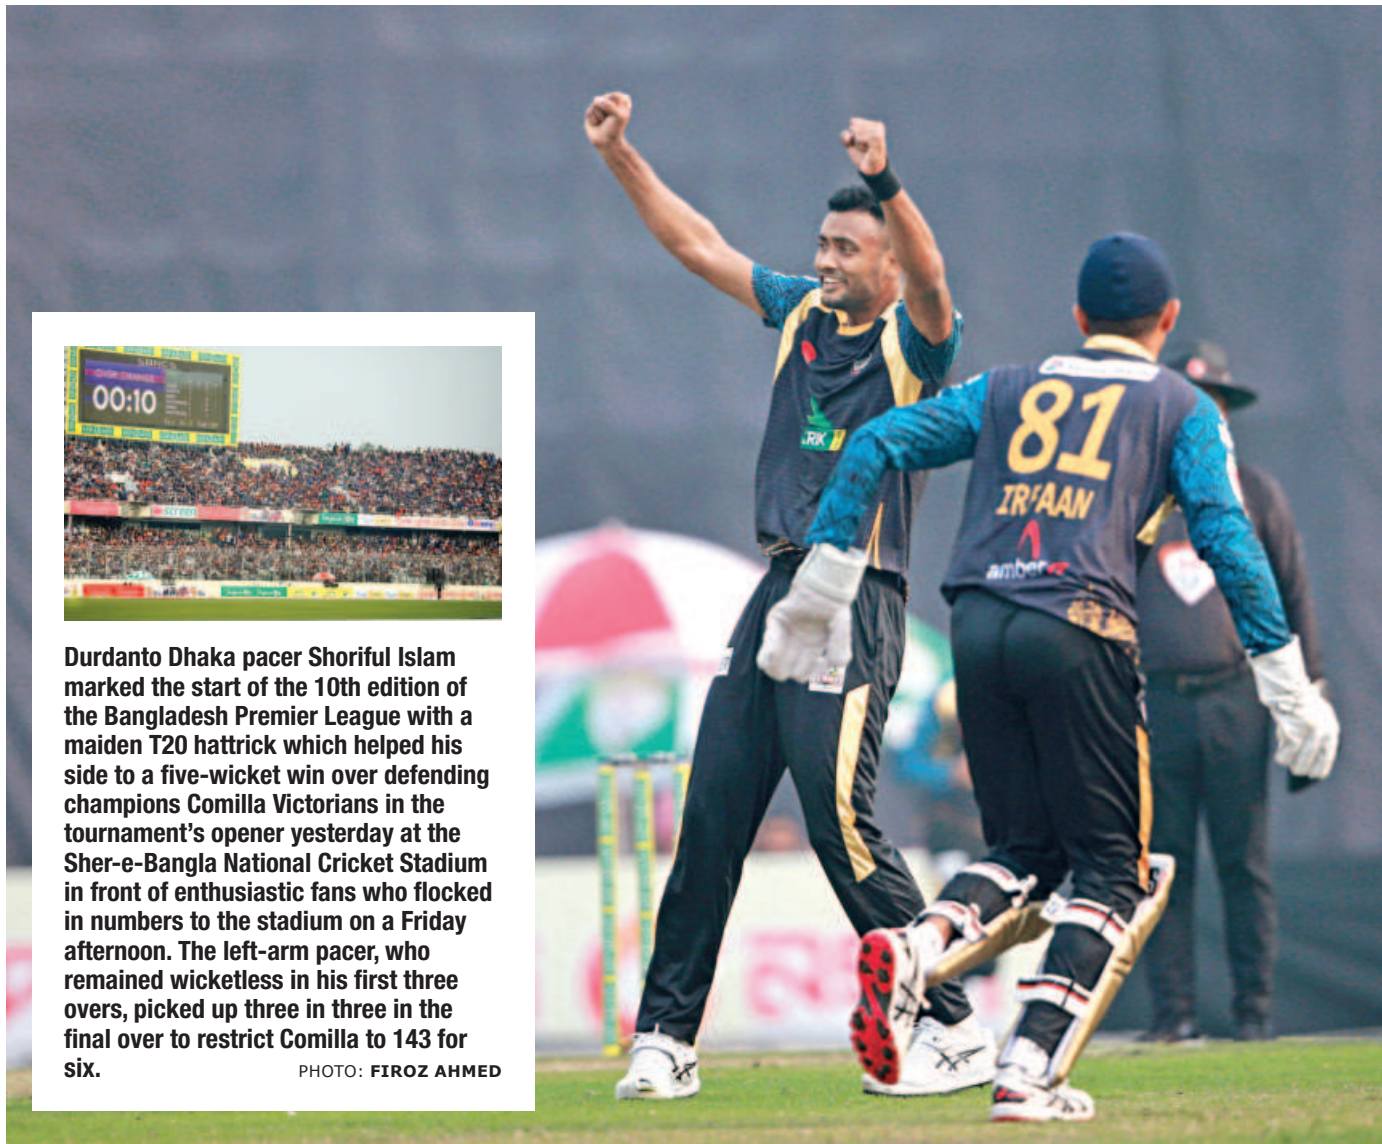 00:10
screen
Durdanto Dhaka pacer Shoriful Islam
marked the start of the 10th edition of
the Bangladesh Premier League with a
maiden T20 hattrick which helped his
side to a five-wicket win over defending
champions Comilla Victorians in the
tournament’s opener yesterday at the
Sher-e-Bangla National Cricket Stadium
in front of enthusiastic fans who flocked
in numbers to the stadium on a Friday
afternoon. The left-arm pacer, who
remained wicketless in his first three
overs, picked up three in three in the
final over to restrict Comilla to 143 for
six.
PHOTO: FIROZ AHMED
81
IRFAAN
amber